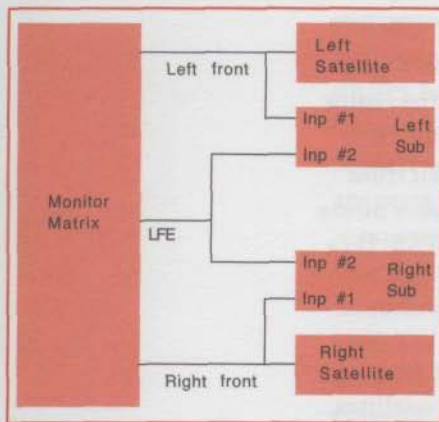 Left
Satellite
Left front
Inp #1
Left
Sub
Inp #2
Monitor
Matrix
LFE
Inp #2
Right
Sub
Inp #1
Right
Satellite
Right front